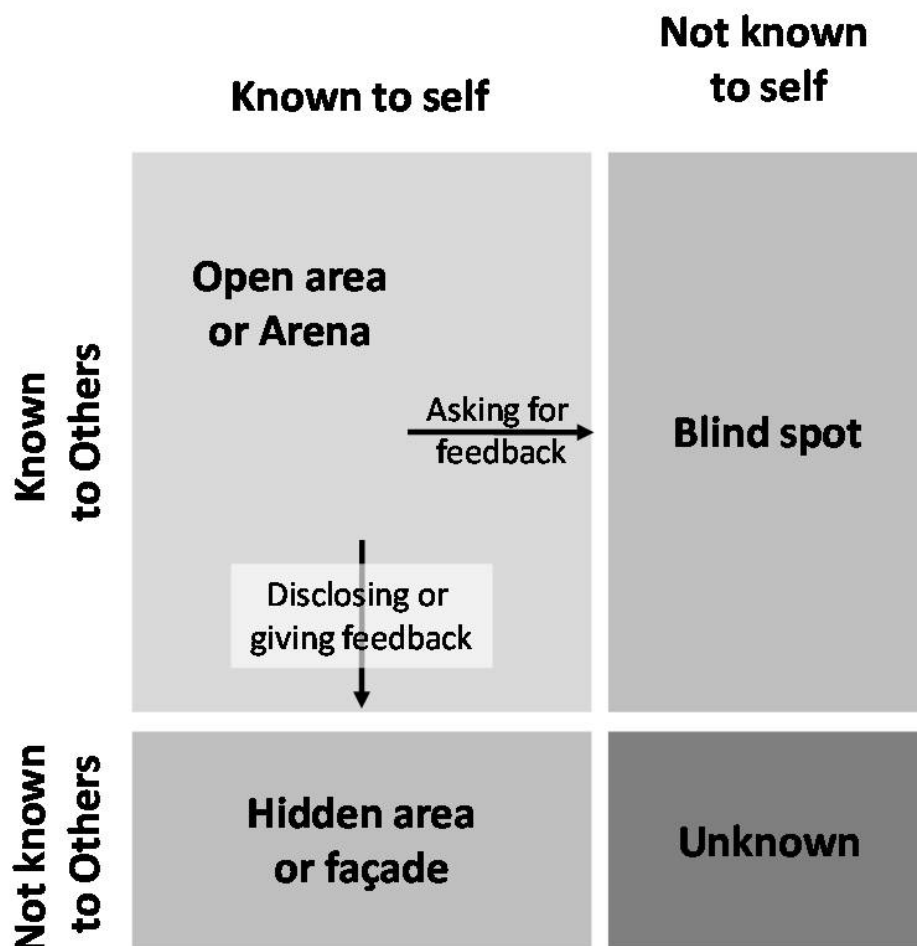 Not known
to self
Known to self
Known
to Others
Open area
or Arena
Asking for
feedback
Blind spot
Disclosing or
giving feedback
Not known
to Others
Hidden area
or façade
Unknown